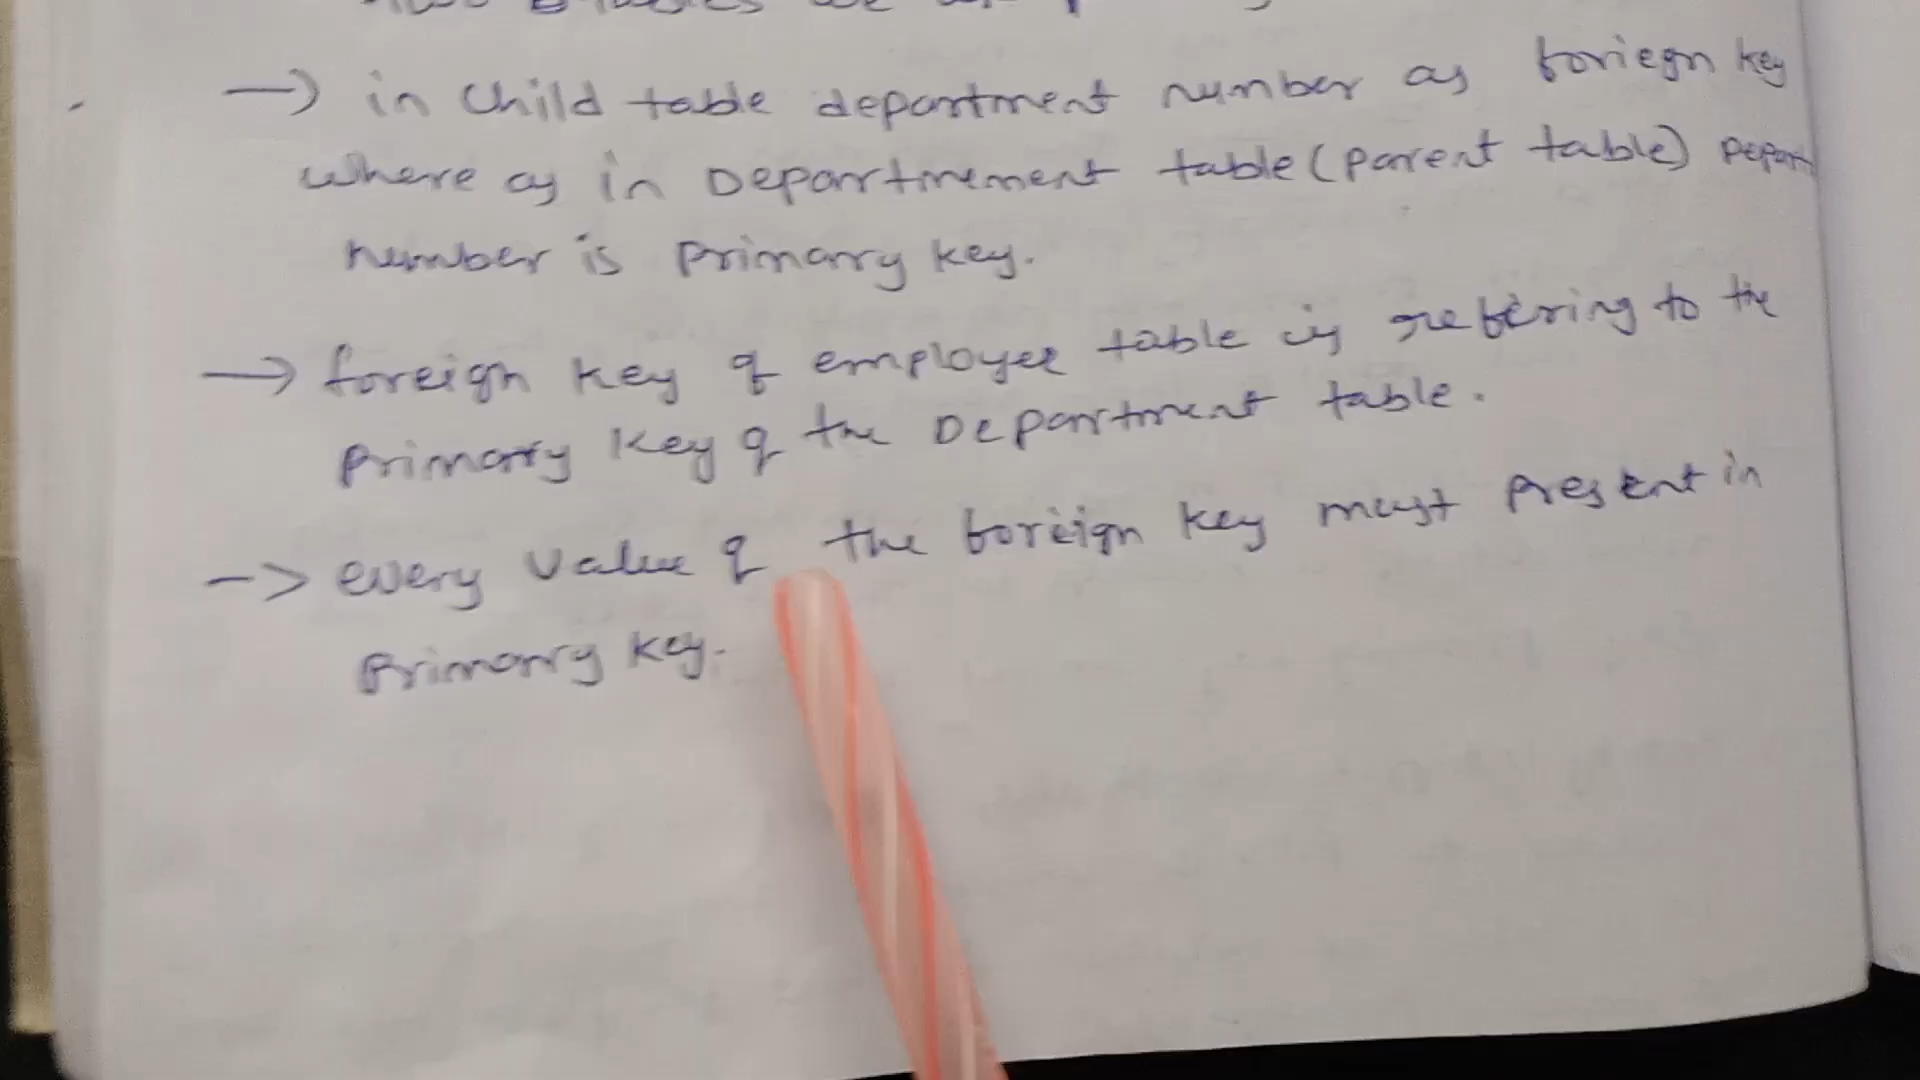 → in child table department number as foriegn key
where as in Departmement table (parent table) Depart
number is primary key.
→ foreign key of employee table is refering to the
primary key of the Department table.
-> every value of the foreign key must present in
primary key.